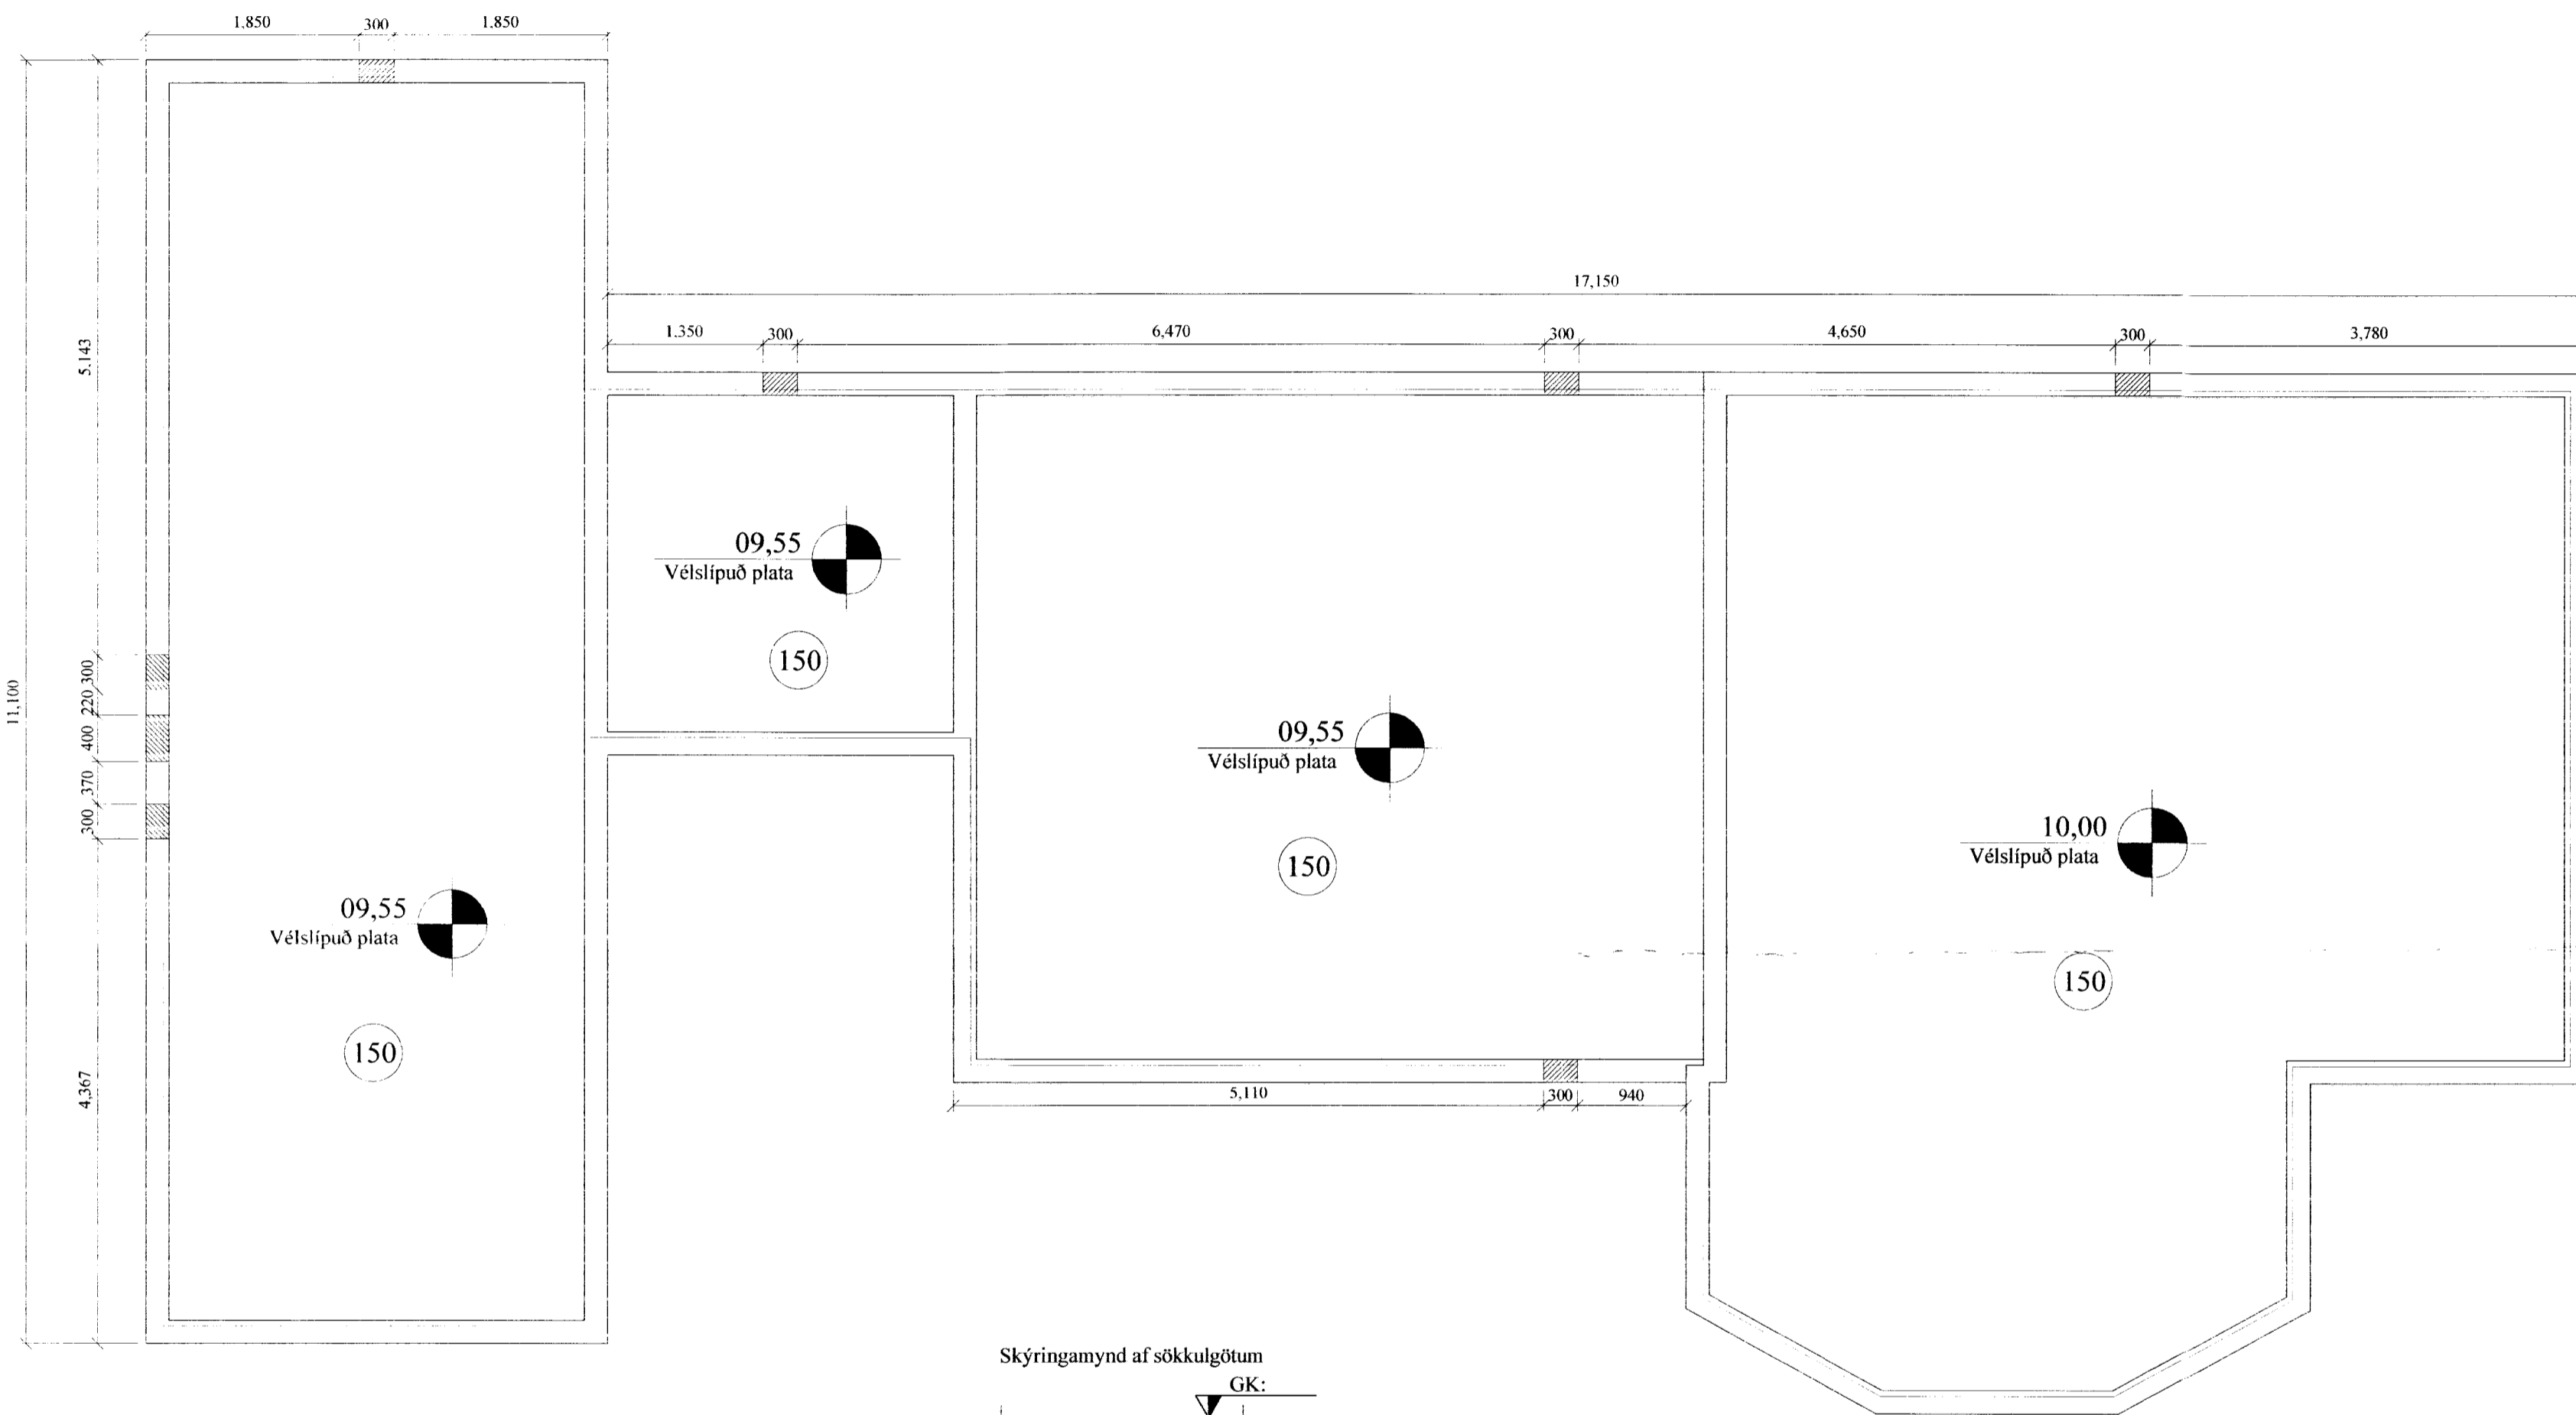 1.850 300 1.850
17,150
1.350 300 6,470 300 4,650 300 3,780
5.143
300
220
400
370
300
4,367
11,100
09,55
Vélslípuð plata
150
09,55
Vélslípuð plata
150
10,00
Vélslípuð plata
150
09,55
Vélslípuð plata
150
5,110 300 940
Skýringamynd af sökkulgötum
GK: